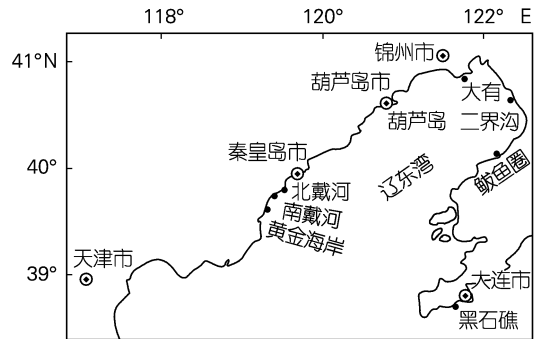 118° 120° 122° E
41°N
锦州市
葫芦岛市
大有
葫芦岛 二界沟
秦皇岛市
40°
北戴河
辽东湾
鲅鱼圈
南戴河
黄金海岸
天津市
39°
大连市
黑石礁